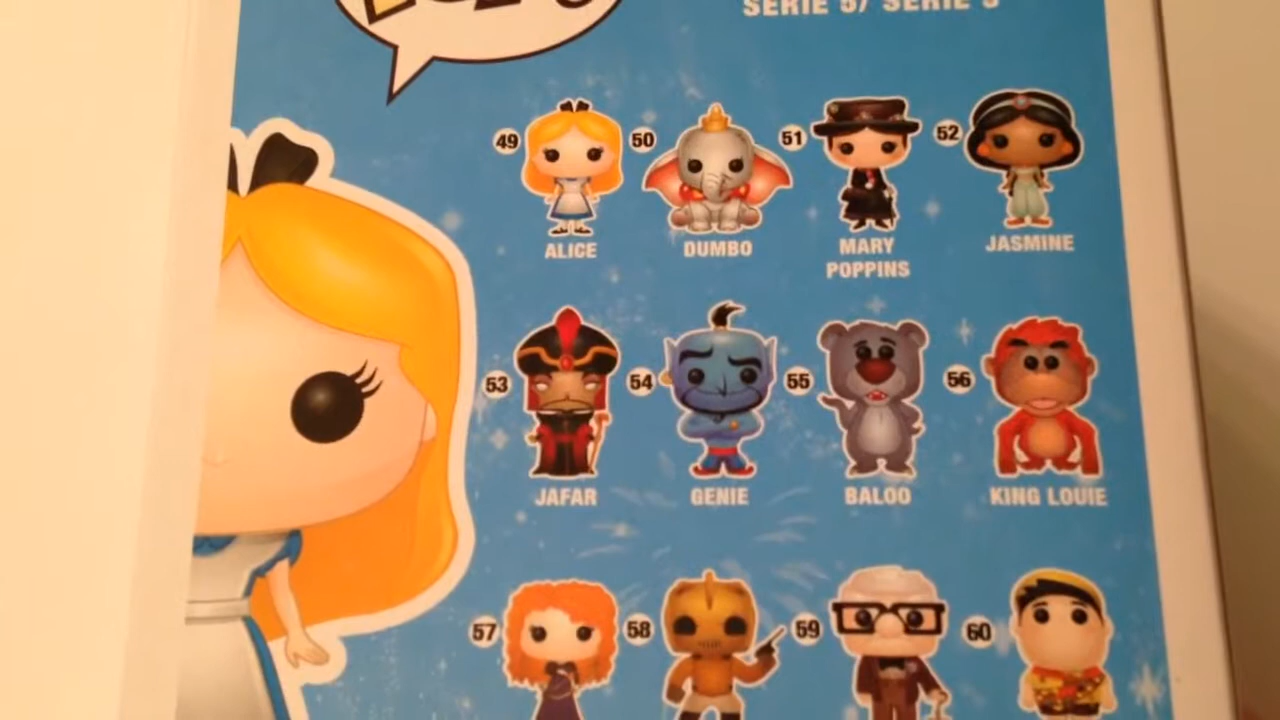 SERIE 5/ SERIE 5
49 50 51 52
ALICE DUMBO MARY POPPINS JASMINE
53 54 55 56
JAFAR GENIE BALOO KING LOUIE
57 58 59 60